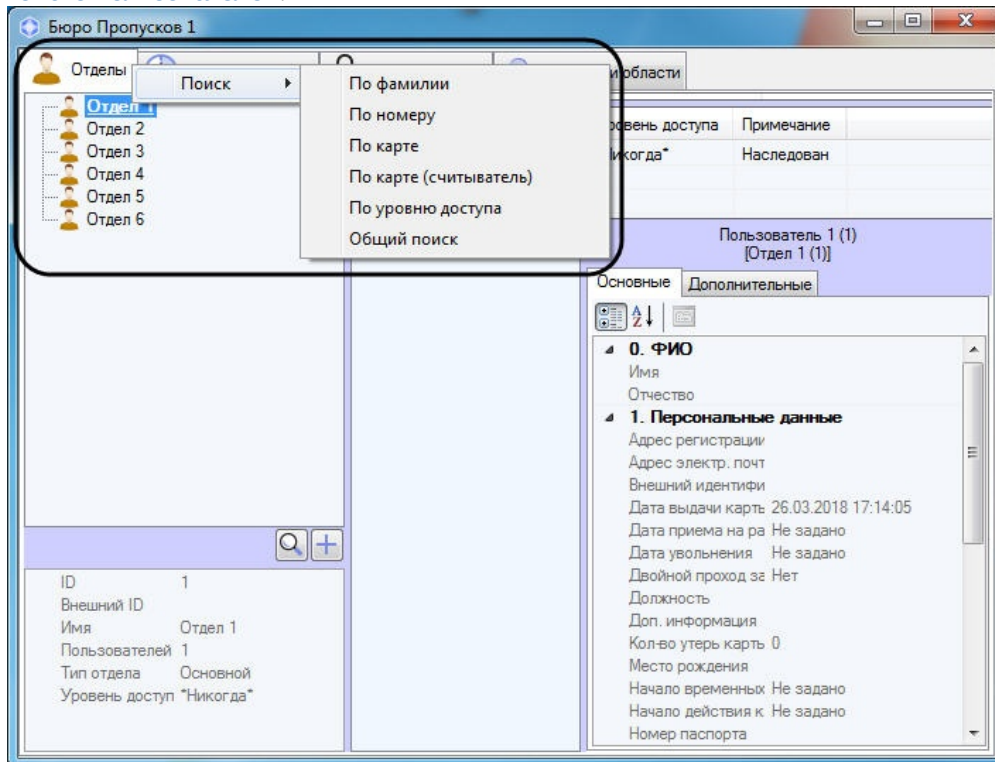 Бюро Пропусков 1
Отделы
области
Поиск
По фамилии
По номеру
По карте
По карте (считыватель)
По уровню доступа
Общий поиск
Отдел 1
Отдел 2
Отдел 3
Отдел 4
Отдел 5
Отдел 6
доступа Примечание
Наследован
Пользователь 1 (1)
[Отдел 1 (1)]
Основные Дополнительные
0. ФИО
Имя
Отчество
1. Персональные данные
Адрес регистрации
Адрес электр. почт
Внешний идентифи
Дата выдачи карть 26.03.2018 17:14:05
Дата приема на ра Не задано
Дата увольнения Не задано
Двойной проход за Нет
Должность
Доп. информация
Кол-во утерь карть 0
Место рождения
Начало временных Не задано
Начало действия к Не задано
Номер паспорта
ID 1
Внешний ID
Имя Отдел 1
Пользователей 1
Тип отдела Основной
Уровень доступ *Никогда*